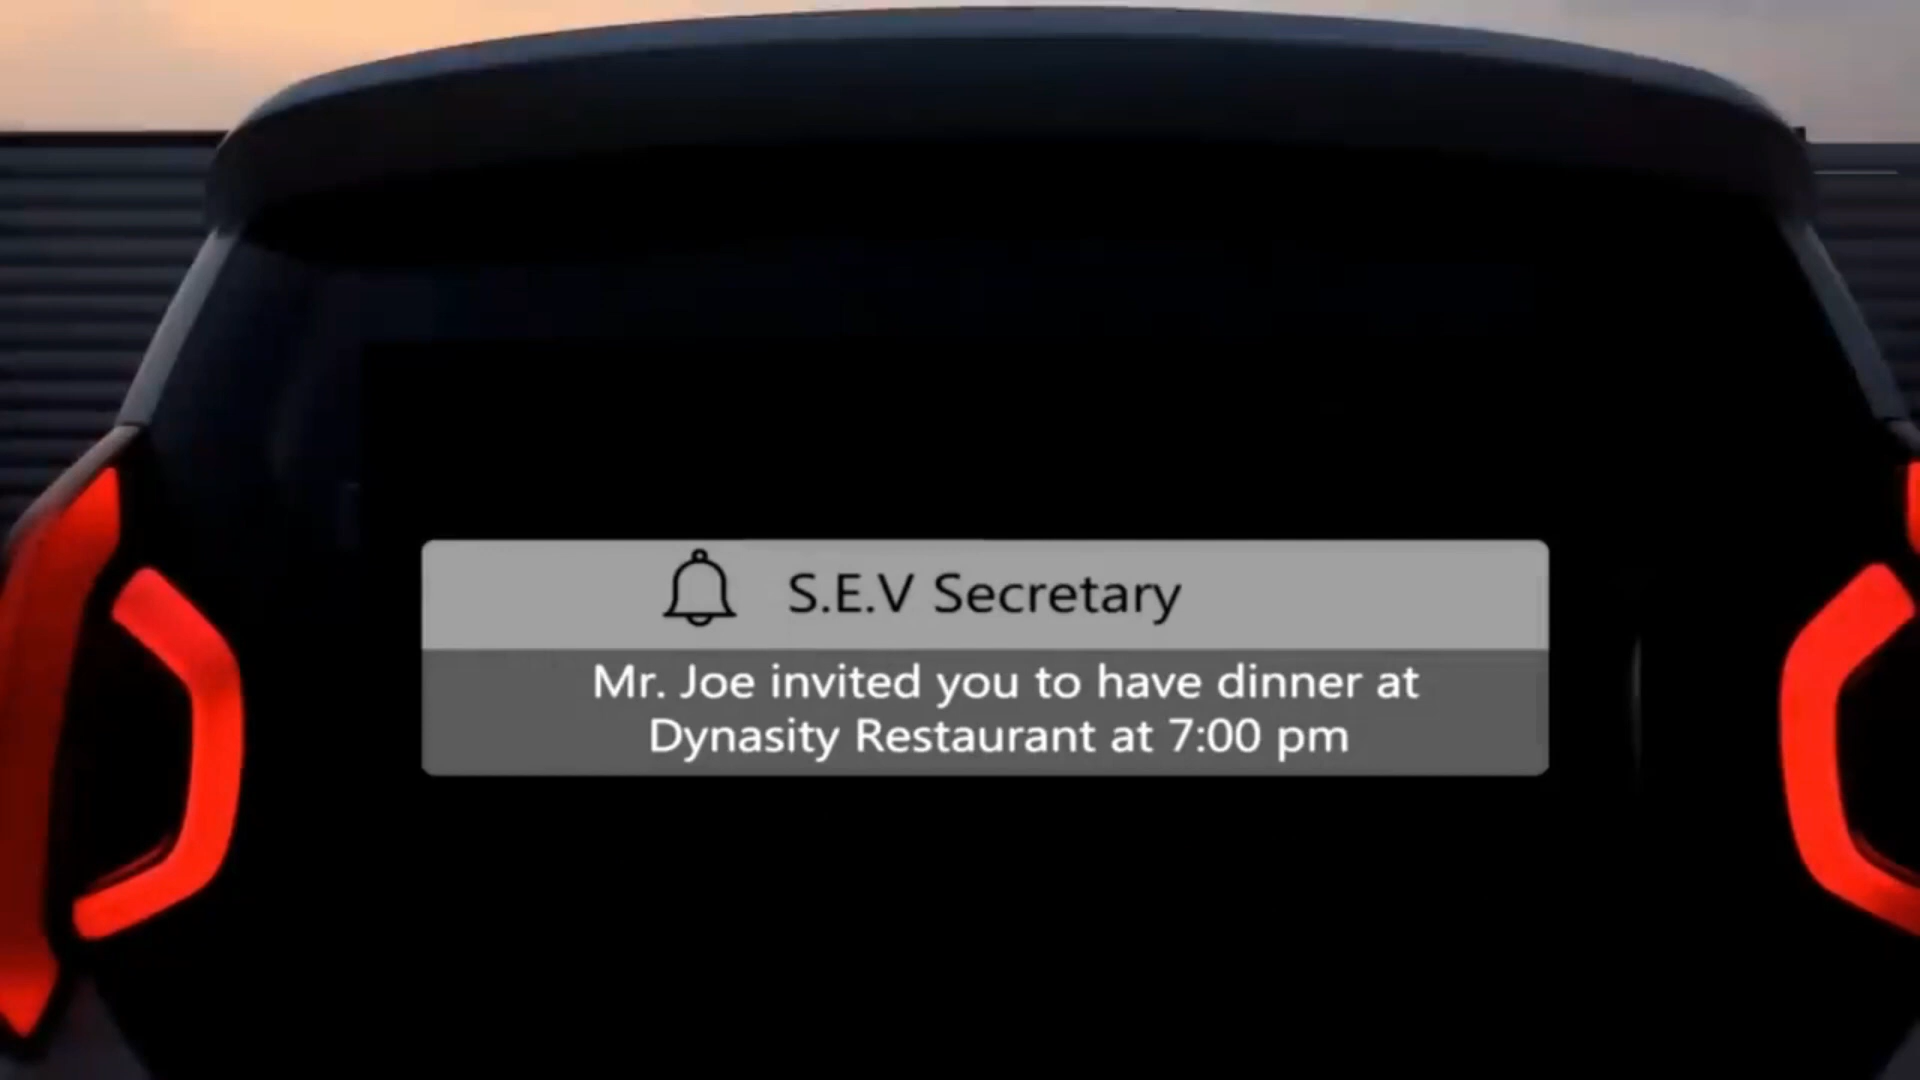 S.E.V Secretary
Mr. Joe invited you to have dinner at
Dynasity Restaurant at 7:00 pm